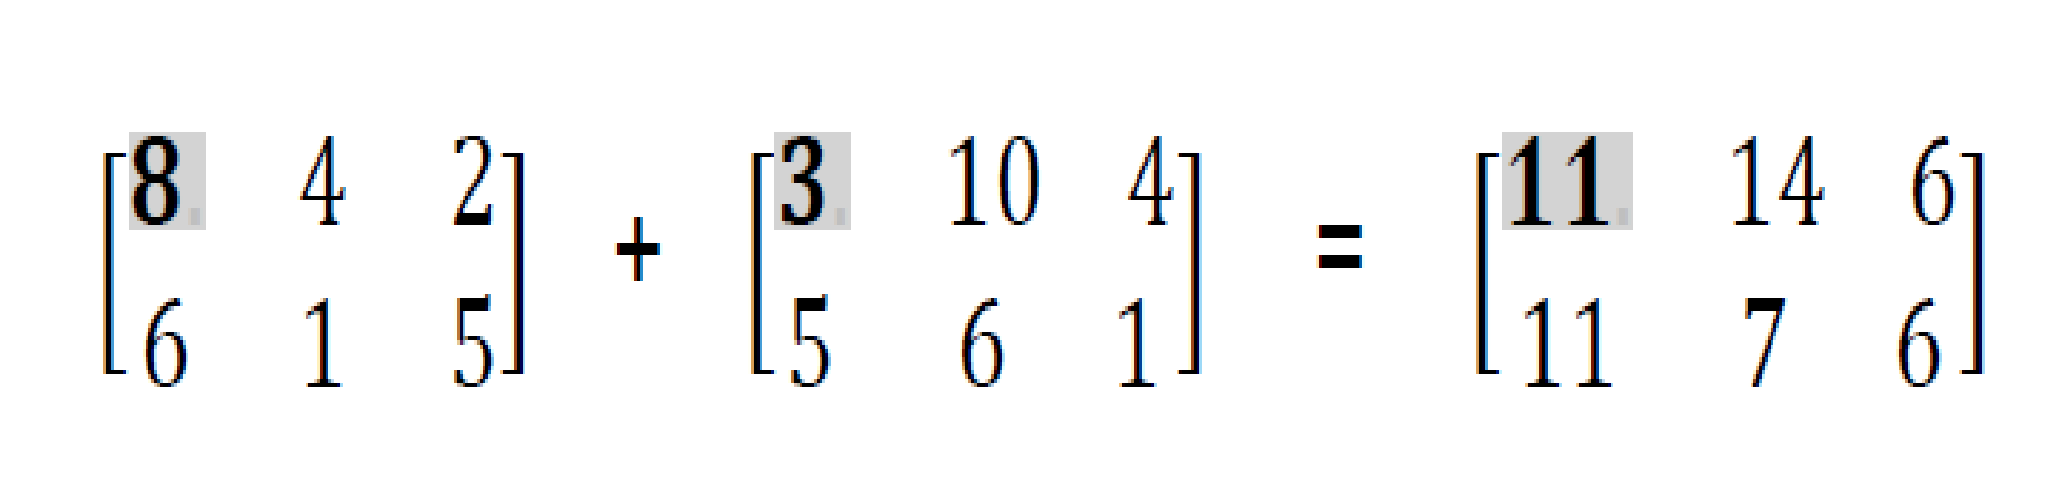 [8. 4 2] + [3. 10 4] = [11. 14 6]
[6 1 5] [5 6 1] [11 7 6]